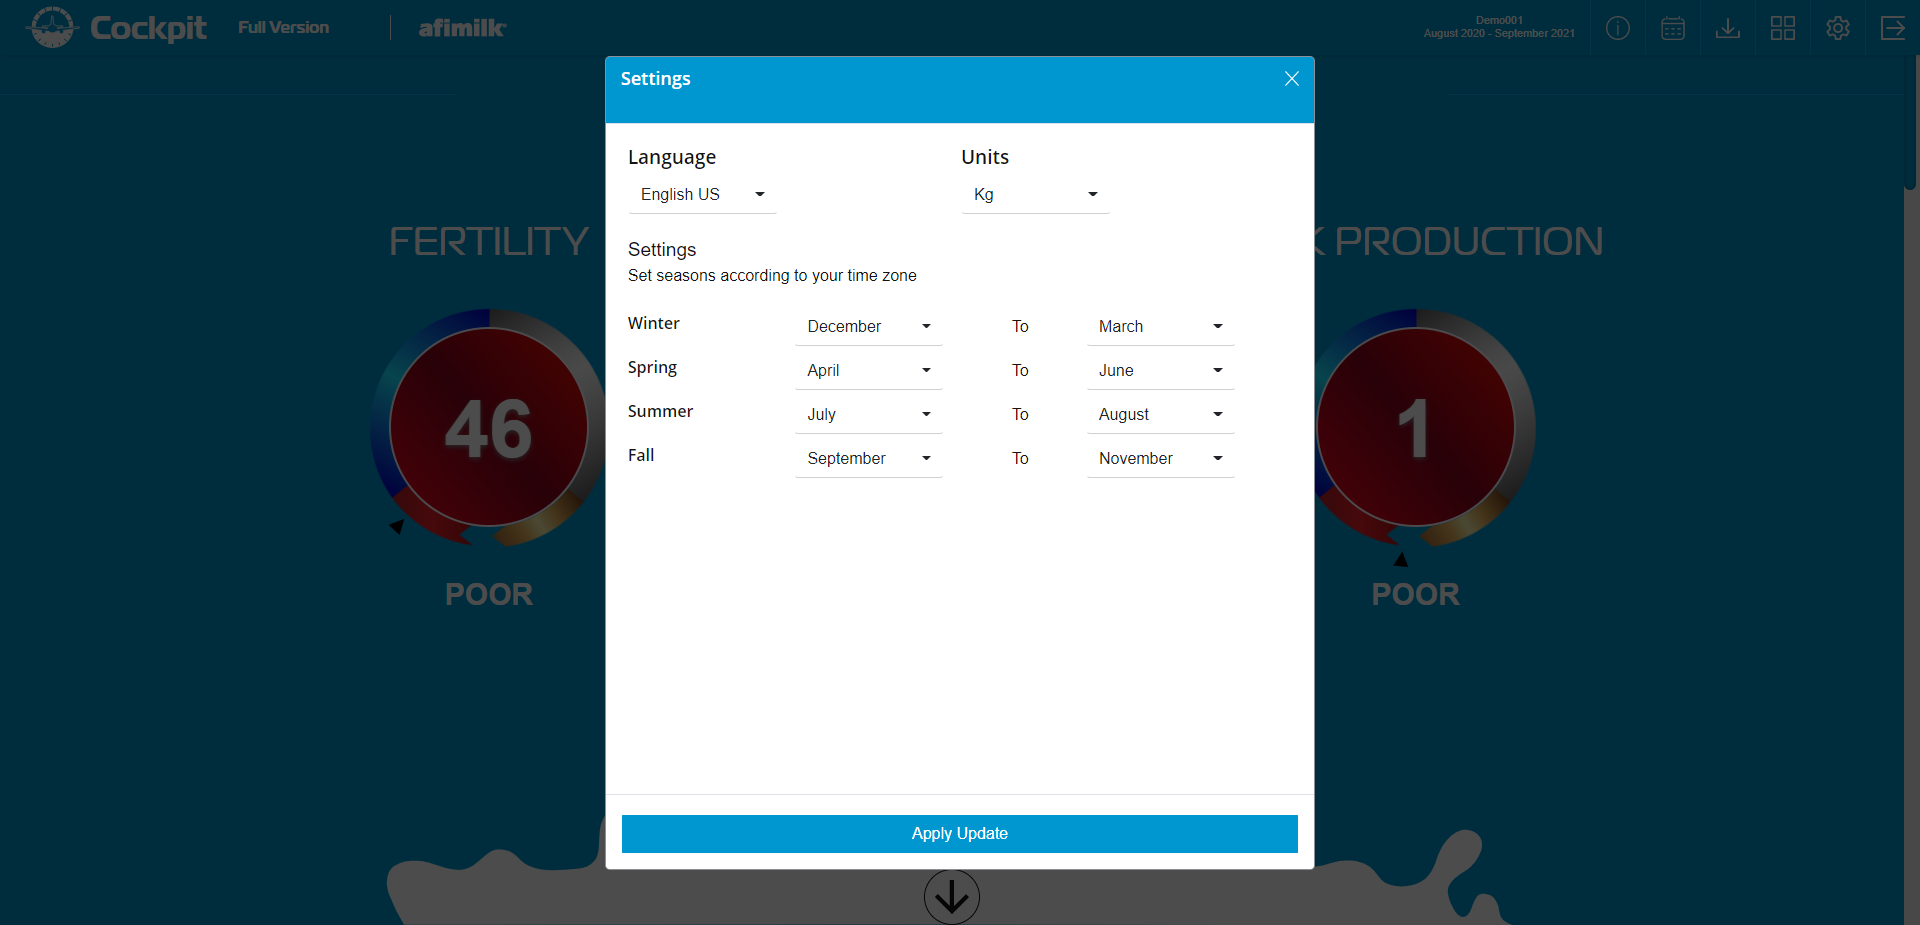 Cockpit Full Version afimilk
Demo001
August 2020 - September 2021
Settings
Language Units
English US Kg
Settings
Set seasons according to your time zone
Winter December To March
Spring April To June
Summer July To August
Fall September To November
Apply Update
FERTILITY
46
POOR
K PRODUCTION
1
POOR